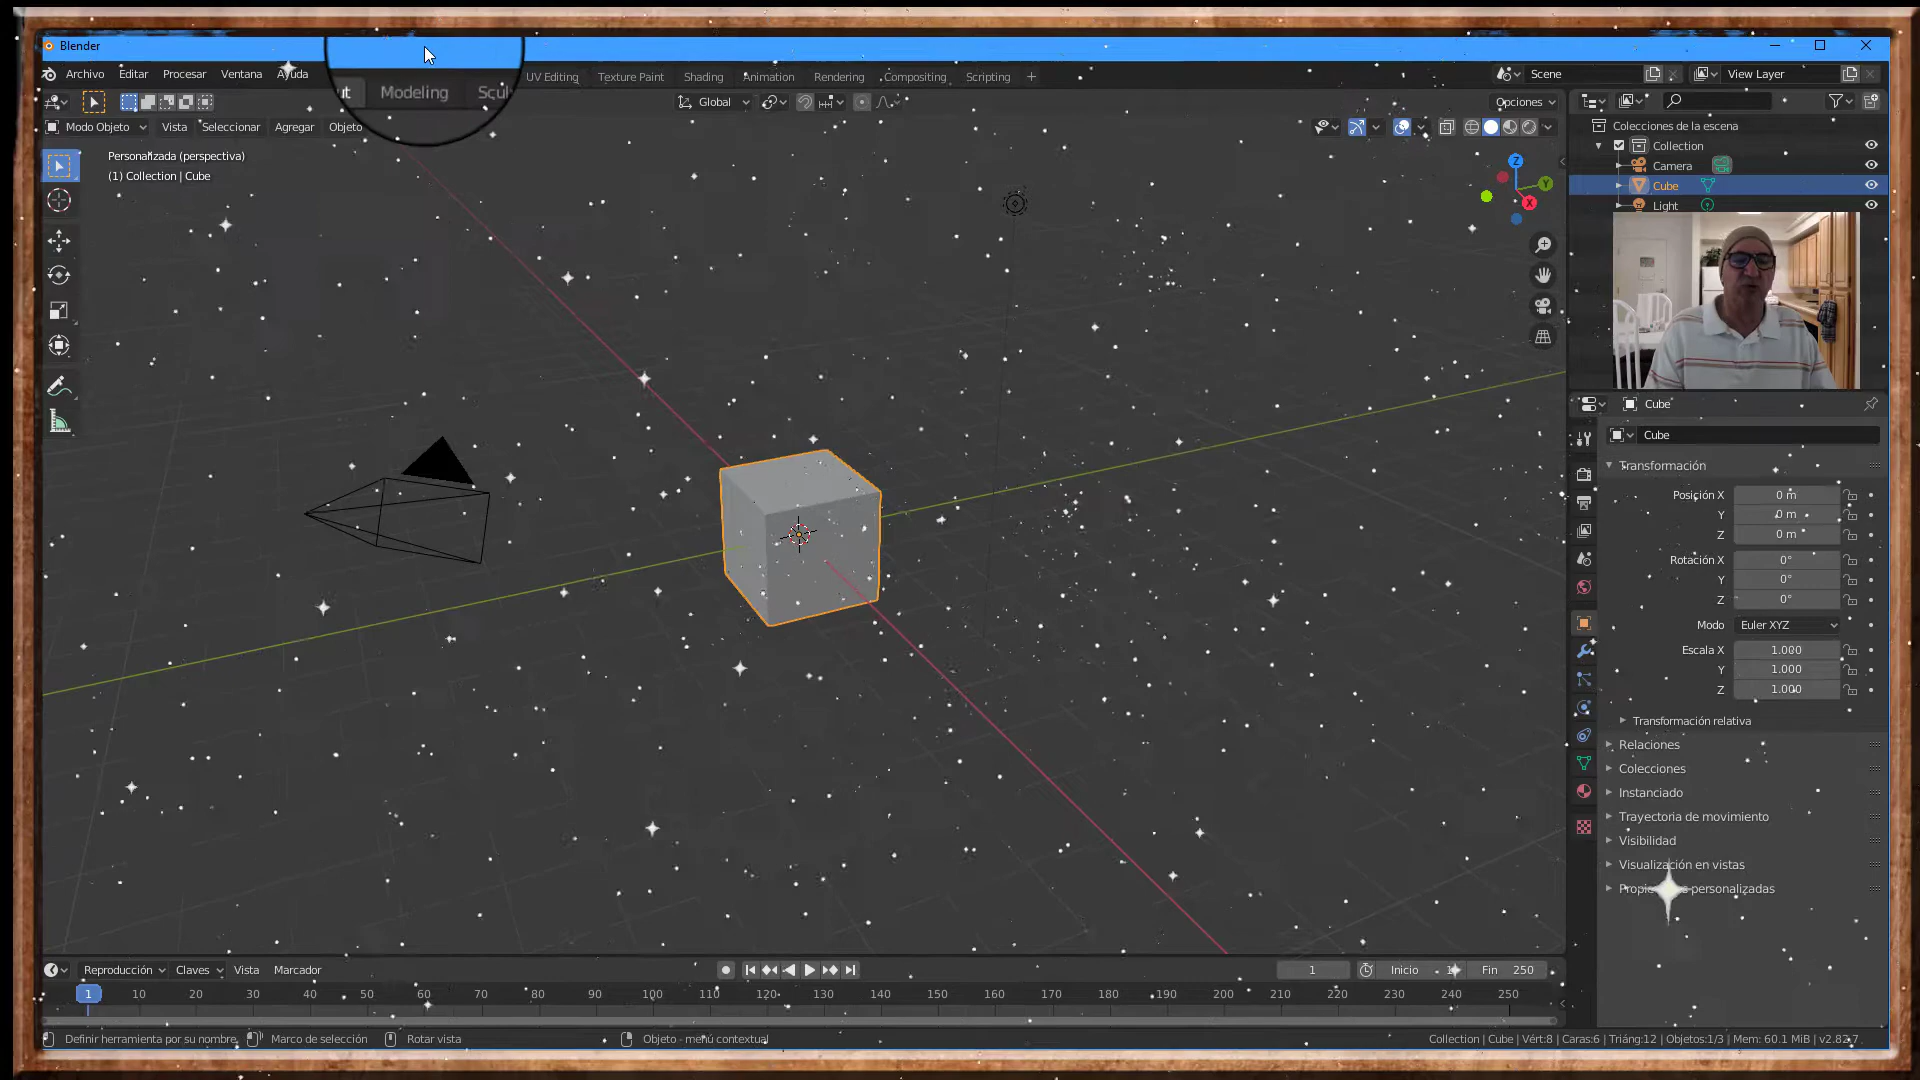 Blender
Archivo Editar Procesar Ventana Ayuda
Modeling
UV Editing Texture Paint Shading Animation Rendering Compositing Scripting +
Scene
View Layer
Global
Opciones
Modo Objeto Vista Seleccionar Agregar Objeto
Personalizada (perspectiva)
(1) Collection | Cube
Z
Y
X
Colecciones de la escena
Collection
Camera
Cube
Light
Cube
Cube
Transformación
Posición X 0 m
Y 0 m
Z 0 m
Rotación X 0°
Y 0°
Z 0°
Modo Euler XYZ
Escala X 1.000
Y 1.000
Z 1.000
Transformación relativa
Relaciones
Colecciones
Instanciado
Trayectoria de movimiento
Visibilidad
Visualización en vistas
personalizadas
Reproducción Claves Vista Marcador
1 Inicio Fin 250
1 10 20 30 40 50 60 70 80 90 100 110 120 130 140 150 160 170 180 190 200 210 220 230 240 250
Definir herramienta por su nombre. Marco de selección Rotar vista Objeto - menú contextual
Collection | Cube | Vért:8 | Caras:6 | Triáng:12 | Objetos:1/3 | Mem: 60.1 MiB |